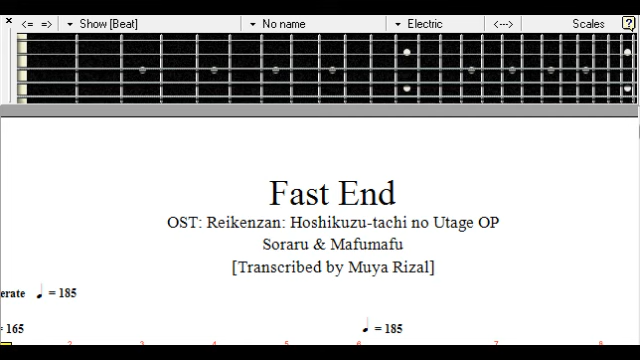 <= => Show [Beat] No name Electric <---> Scales ?
Fast End
OST: Reikenzan: Hoshikuzu-tachi no Utage OP
Soraru & Mafumafu
[Transcribed by Muya Rizal]
erate ♩ = 185
= 165 ♩ = 185
2 3 4 5 6 7 8